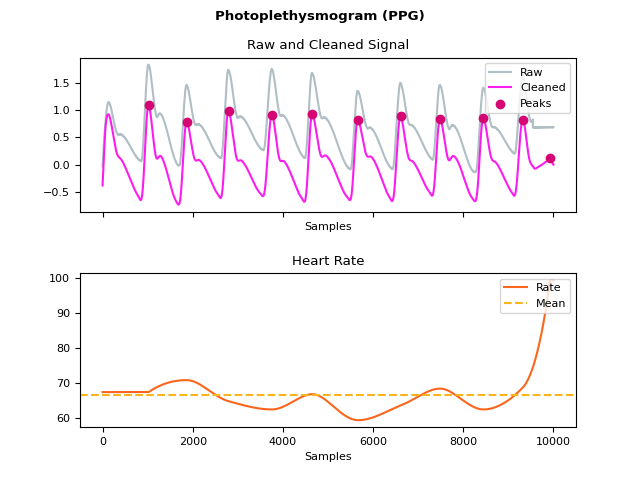 Photoplethysmogram (PPG)
Raw and Cleaned Signal
Raw
Cleaned
Peaks
1.5
1.0
0.5
0.0
−0.5
Samples
Heart Rate
Rate
Mean
100
90
80
70
60
0 2000 4000 6000 8000 10000
Samples